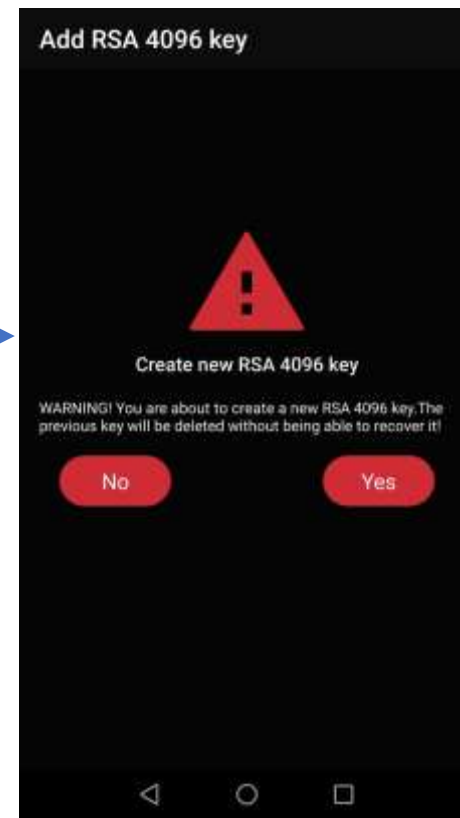 Add RSA 4096 key
Create new RSA 4096 key
WARNING! You are about to create a new RSA 4096 key.The
previous key will be deleted without being able to recover it!
No
Yes